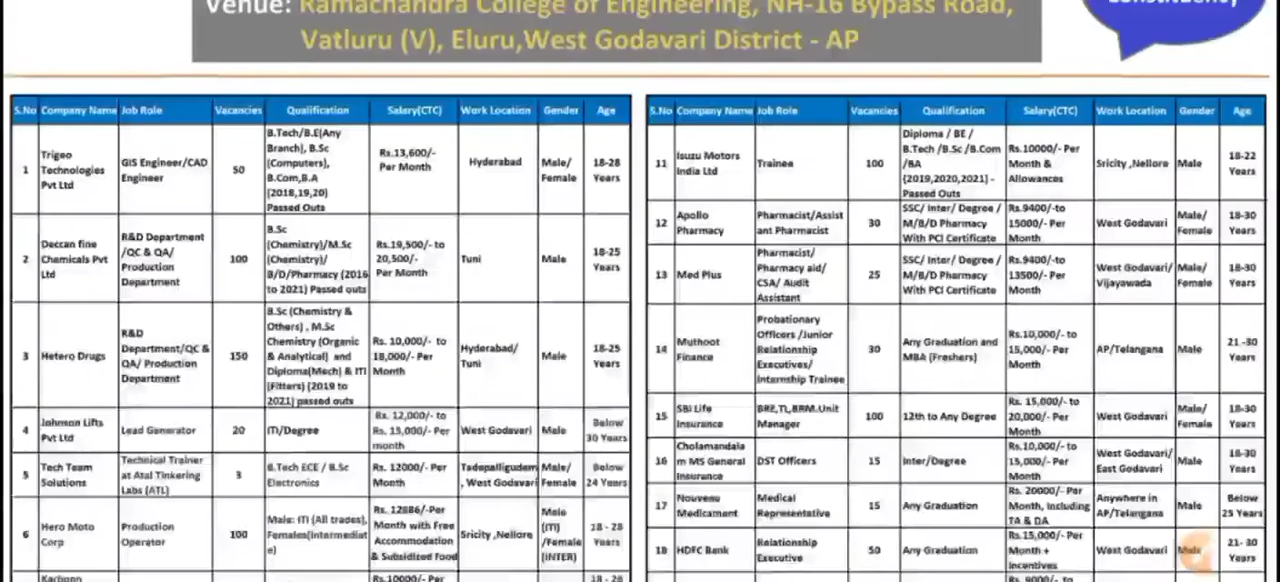 Venue: Ramachandra College of Engineering, NH-16 Bypass Road,
Vatluru (V), Eluru,West Godavari District - AP
Constituency
S.No Company Name Job Role Vacancies Qualification Salary(CTC) Work Location Gender Age
1 Trigeo Technologies Pvt Ltd GIS Engineer/CAD Engineer 50 B.Tech/B.E(Any Branch), B.Sc (Computers), B.Com,B.A (2018,19,20) Passed Outs Rs.13,600/- Per Month Hyderabad Male/ Female 18-28 Years
2 Deccan fine Chemicals Pvt Ltd R&D Department /QC & QA/ Production Department 100 B.Sc (Chemistry)/M.Sc (Chemistry)/ B/D/Pharmacy (2016 to 2021) Passed outs Rs.19,500/- to 20,500/- Per Month Tuni Male 18-25 Years
3 Hetero Drugs R&D Department/QC & QA/ Production Department 150 B.Sc (Chemistry & Others) , M.Sc Chemistry (Organic & Analytical) and Diploma(Mech) & ITI (Fitters) (2019 to 2021) passed outs Rs. 10,000/- to 18,000/- Per Month Hyderabad/ Tuni Male 18-25 Years
4 Johnson Lifts Pvt Ltd Lead Generator 20 ITI/Degree Rs. 12,000/- to Rs. 15,000/- Per month West Godavari Male Below 30 Years
5 Tech Team Solutions Technical Trainer at Atal Tinkering Labs (ATL) 3 B.Tech ECE / B.Sc Electronics Rs. 12000/- Per Month Tadepalligudem , West Godavari Male/ Female Below 24 Years
6 Hero Moto Corp Production Operator 100 Male: ITI (All trades), Females(Intermediate) Rs. 12886/-Per Month with Free Accommodation & Subsidized Food Sricity ,Nellore Male (ITI) /Female (INTER) 18 - 28 Years
Rs.10000/- Per 18 - 28
S.No Company Name Job Role Vacancies Qualification Salary(CTC) Work Location Gender Age
11 Isuzu Motors India Ltd Trainee 100 Diploma / BE / B.Tech /B.Sc /B.Com /BA (2019,2020,2021) - Passed Outs Rs.10000/- Per Month & Allowances Sricity ,Nellore Male 18-22 Years
12 Apollo Pharmacy Pharmacist/Assistant Pharmacist 30 SSC/ Inter/ Degree / M/B/D Pharmacy With PCI Certificate Rs.9400/-to 15000/- Per Month West Godavari Male/ Female 18-30 Years
13 Med Plus Pharmacist/ Pharmacy aid/ CSA/ Audit Assistant 25 SSC/ Inter/ Degree / M/B/D Pharmacy With PCI Certificate Rs.9400/-to 13500/- Per Month West Godavari/ Vijayawada Male/ Female 18-30 Years
14 Muthoot Finance Probationary Officers /Junior Relationship Executives/ Internship Trainee 30 Any Graduation and MBA (Freshers) Rs.10,000/- to 15,000/- Per Month AP/Telangana Male 21 -30 Years
15 SBI Life Insurance BRE,TL,BRM.Unit Manager 100 12th to Any Degree Rs. 15,000/- to 20,000/- Per Month West Godavari Male/ Female 18-30 Years
16 Cholamandalam MS General Insurance DST Officers 15 Inter/Degree Rs.10,000/- to 15,000/- Per Month West Godavari/ East Godavari Male 18-30 Years
17 Nouveau Medicament Medical Representative 15 Any Graduation Rs. 20000/- Per Month, including TA & DA Anywhere in AP/Telangana Male Below 25 Years
18 HDFC Bank Relationship Executive 50 Any Graduation Rs.15,000/- Per Month + Incentives West Godavari Male 21- 30 Years